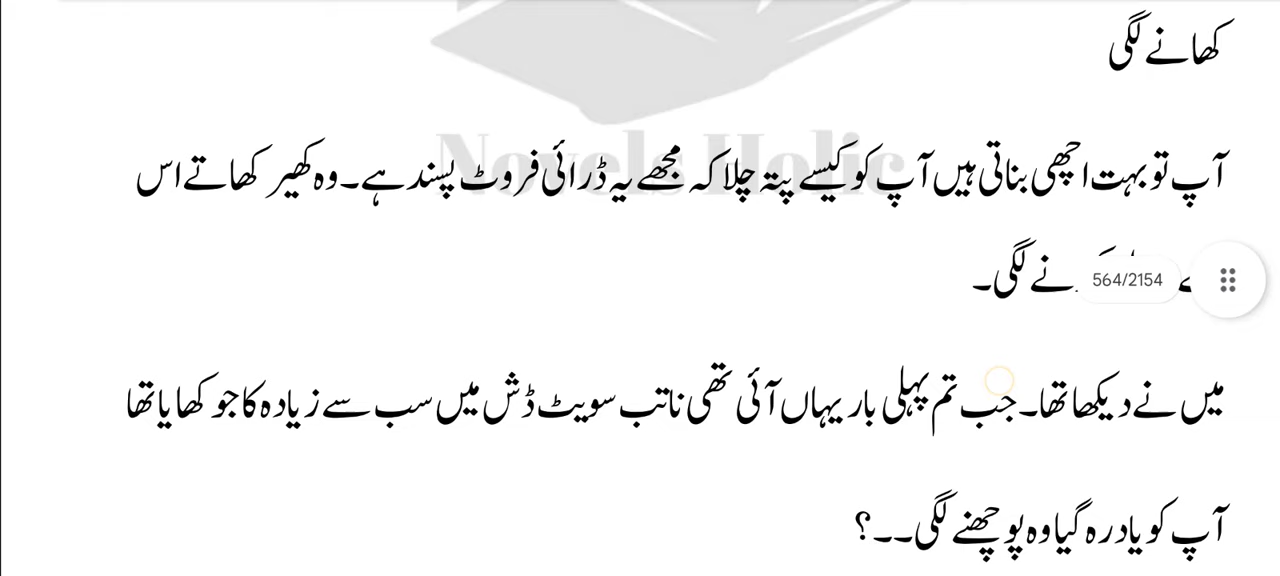 کھانے لگی
Novels Holic
آپ تو بہت اچھی بناتی ہیں آپ کو کیسے پتہ چلا کہ مجھے یہ ڈرائی فروٹ پسند ہے۔ وہ کھیر کھاتے اس
نے لگی۔
564/2154
میں نے دیکھا تھا۔ جب تم پہلی بار یہاں آئی تھی نا تب سویٹ ڈش میں سب سے زیادہ کاجو کھایا تھا
آپ کو یاد رہ گیا وہ پوچھنے لگی۔۔؟